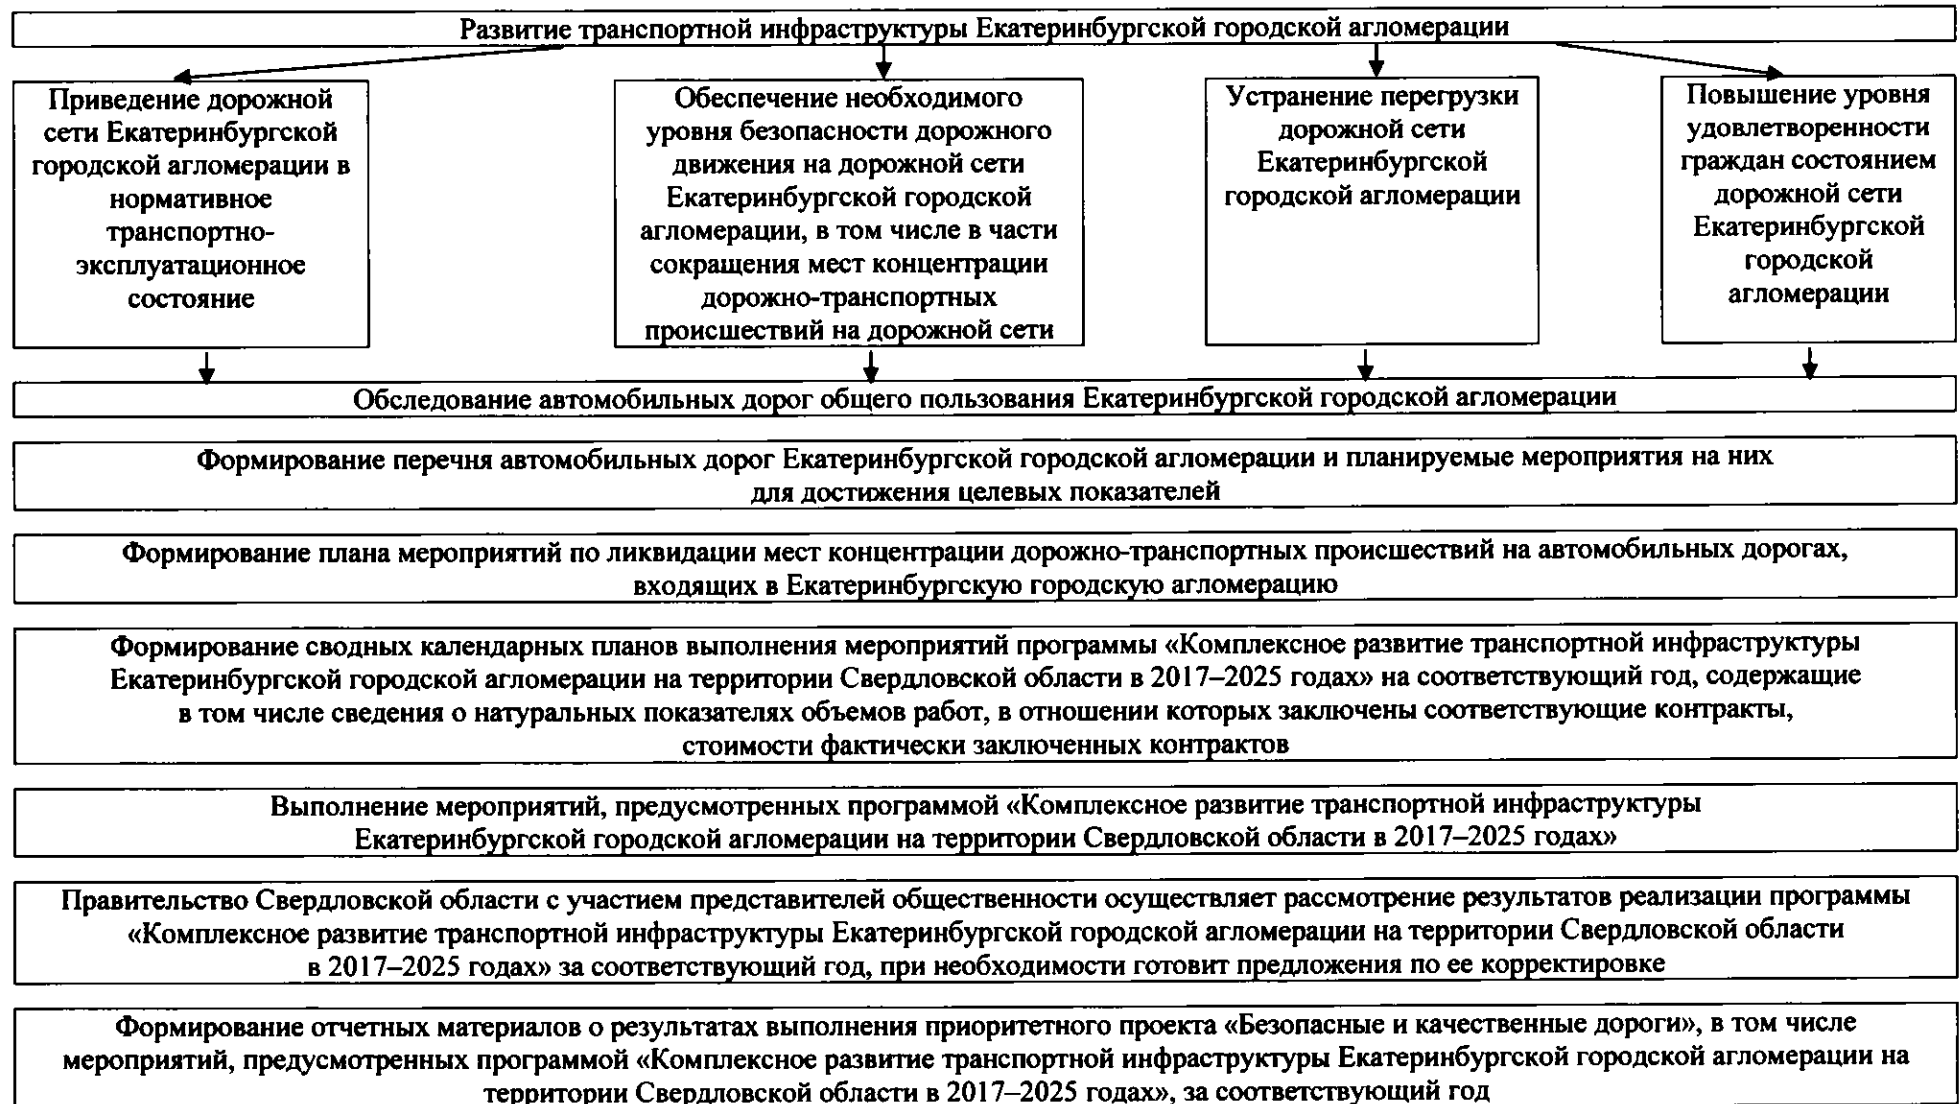 Развитие транспортной инфраструктуры Екатеринбургской городской агломерации
Приведение дорожной
сети Екатеринбургской
городской агломерации в
нормативное
транспортно-
эксплуатационное
состояние
Обеспечение необходимого
уровня безопасности дорожного
движения на дорожной сети
Екатеринбургской городской
агломерации, в том числе в части
сокращения мест концентрации
дорожно-транспортных
происшествий на дорожной сети
Устранение перегрузки
дорожной сети
Екатеринбургской
городской агломерации
Повышение уровня
удовлетворенности
граждан состоянием
дорожной сети
Екатеринбургской
городской
агломерации
Обследование автомобильных дорог общего пользования Екатеринбургской городской агломерации
Формирование перечня автомобильных дорог Екатеринбургской городской агломерации и планируемые мероприятия на них
для достижения целевых показателей
Формирование плана мероприятий по ликвидации мест концентрации дорожно-транспортных происшествий на автомобильных дорогах,
входящих в Екатеринбургскую городскую агломерацию
Формирование сводных календарных планов выполнения мероприятий программы «Комплексное развитие транспортной инфраструктуры
Екатеринбургской городской агломерации на территории Свердловской области в 2017–2025 годах» на соответствующий год, содержащие
в том числе сведения о натуральных показателях объемов работ, в отношении которых заключены соответствующие контракты,
стоимости фактически заключенных контрактов
Выполнение мероприятий, предусмотренных программой «Комплексное развитие транспортной инфраструктуры
Екатеринбургской городской агломерации на территории Свердловской области в 2017–2025 годах»
Правительство Свердловской области с участием представителей общественности осуществляет рассмотрение результатов реализации программы
«Комплексное развитие транспортной инфраструктуры Екатеринбургской городской агломерации на территории Свердловской области
в 2017–2025 годах» за соответствующий год, при необходимости готовит предложения по ее корректировке
Формирование отчетных материалов о результатах выполнения приоритетного проекта «Безопасные и качественные дороги», в том числе
мероприятий, предусмотренных программой «Комплексное развитие транспортной инфраструктуры Екатеринбургской городской агломерации на
территории Свердловской области в 2017–2025 годах», за соответствующий год